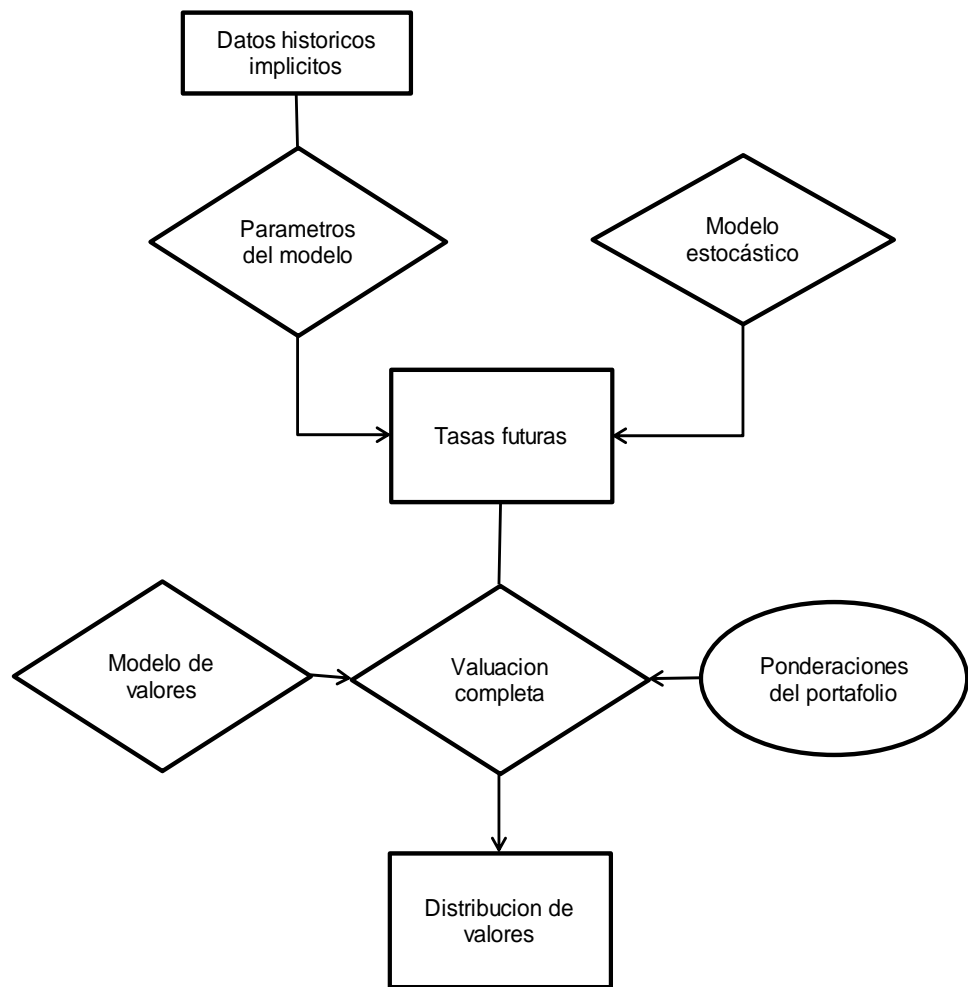 Datos historicos
implicitos
Parametros
del modelo
Modelo
estocástico
Tasas futuras
Modelo de
valores
Valuacion
completa
Ponderaciones
del portafolio
Distribucion de
valores